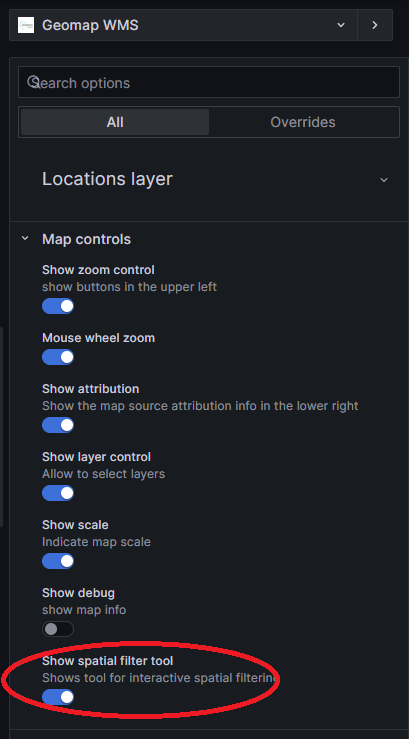 Geomap WMS
Search options
All
Overrides
Locations layer
Map controls
Show zoom control
show buttons in the upper left
Mouse wheel zoom
Show attribution
Show the map source attribution info in the lower right
Show layer control
Allow to select layers
Show scale
Indicate map scale
Show debug
show map info
Show spatial filter tool
Shows tool for interactive spatial filtering